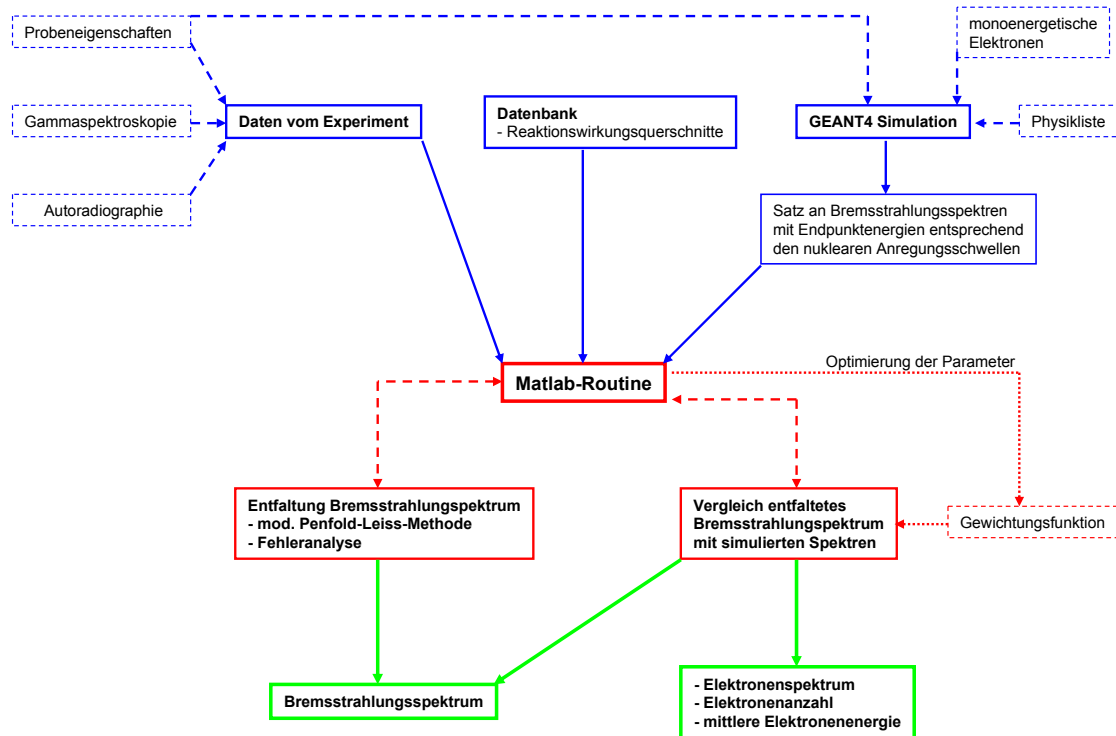 Probeneigenschaften
monoenergetische
Elektronen
Gammaspektroskopie
Daten vom Experiment
Datenbank
- Reaktionswirkungsquerschnitte
GEANT4 Simulation
Physikliste
Autoradiographie
Satz an Bremsstrahlungsspektren
mit Endpunktenergien entsprechend
den nuklearen Anregungsschwellen
Matlab-Routine
Optimierung der Parameter
Entfaltung Bremsstrahlungspektrum
- mod. Penfold-Leiss-Methode
- Fehleranalyse
Vergleich entfaltetes
Bremsstrahlungspektrum
mit simulierten Spektren
Gewichtungsfunktion
Bremsstrahlungsspektrum
- Elektronenspektrum
- Elektronenanzahl
- mittlere Elektronenenergie